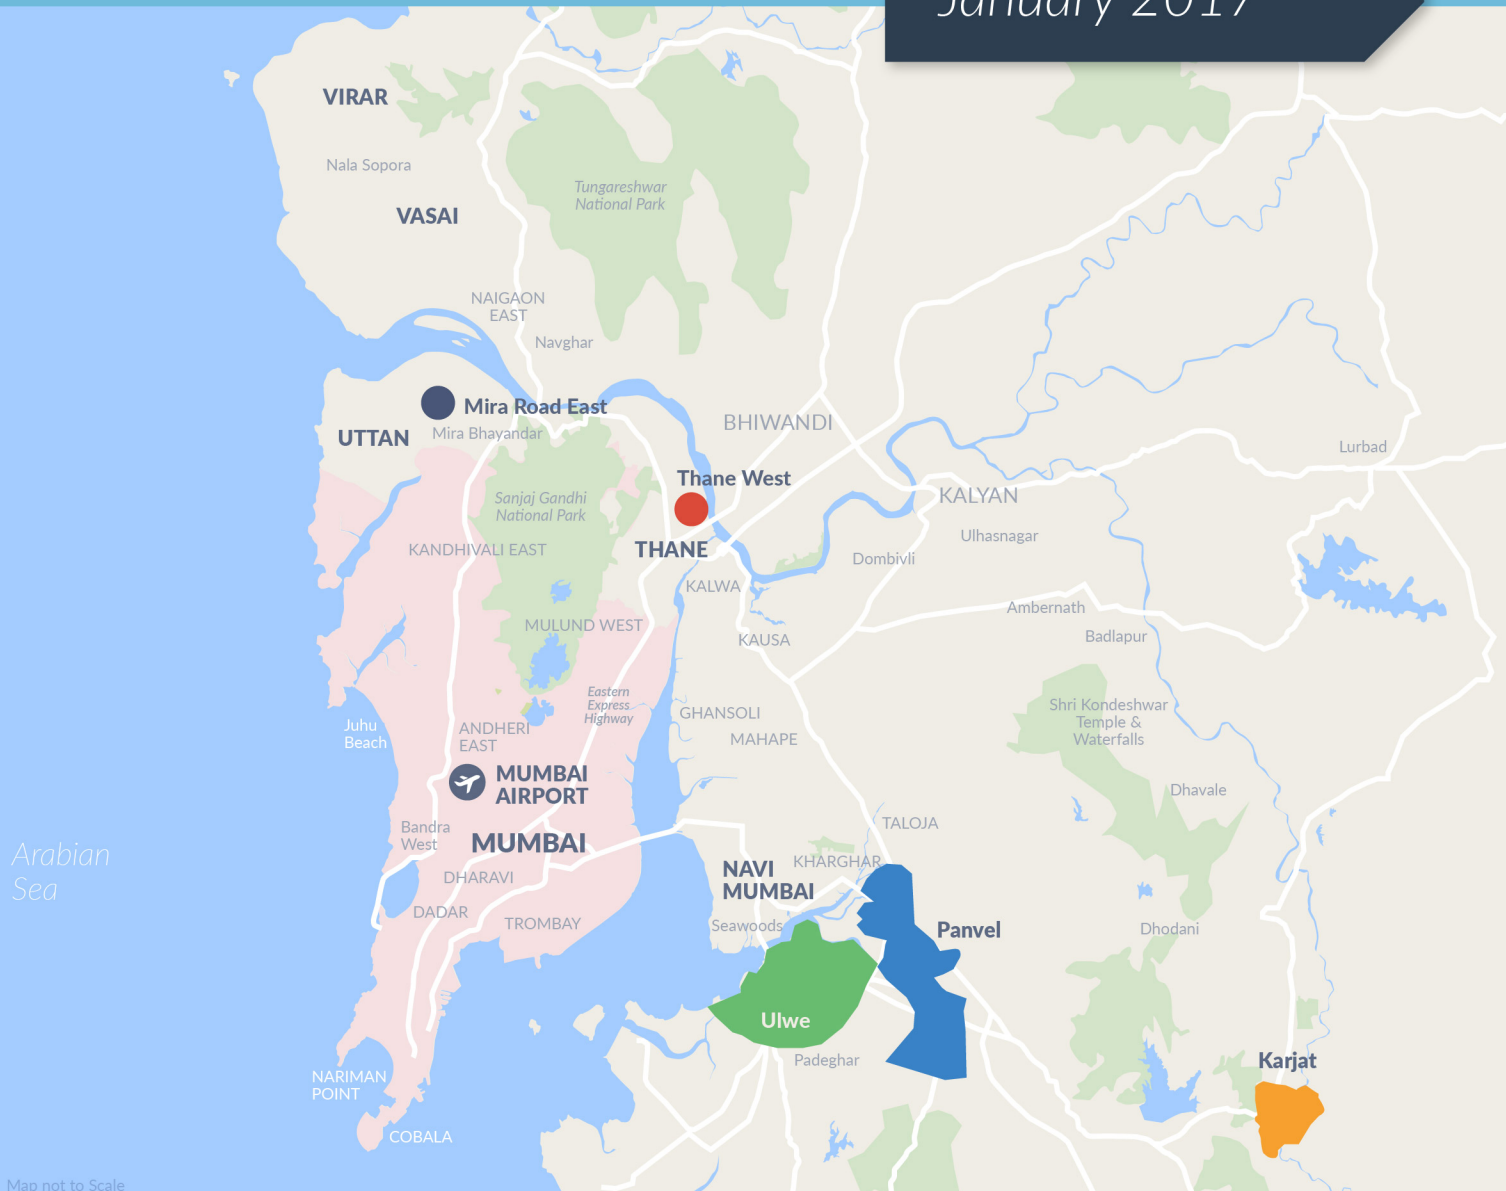 January 2017
VIRAR
Nala Sopora
VASAI
Tungareshwar
National Park
NAIGAON
EAST
Navghar
Mira Road East
UTTAN
Mira Bhayandar
BHIWANDI
Lurbad
Thane West
Sanjaj Gandhi
National Park
KALYAN
Ulhasnagar
KANDHIVALI EAST
THANE
Dombivli
KALWA
Ambernath
MULUND WEST
KAUSA
Badlapur
Eastern
Express
Highway
Shri Kondeshwar
Temple &
Waterfalls
GHANSOLI
Juhu
Beach
ANDHERI
EAST
MAHAPE
MUMBAI
AIRPORT
Dhavale
Bandra
West
MUMBAI
TALOJA
Arabian
Sea
DHARAVI
NAVI
MUMBAI
KHARGHAR
DADAR
TROMBAY
Seawoods
Panvel
Dhodani
Ulwe
Padeghar
Karjat
NARIMAN
POINT
COBALA
Map not to Scale